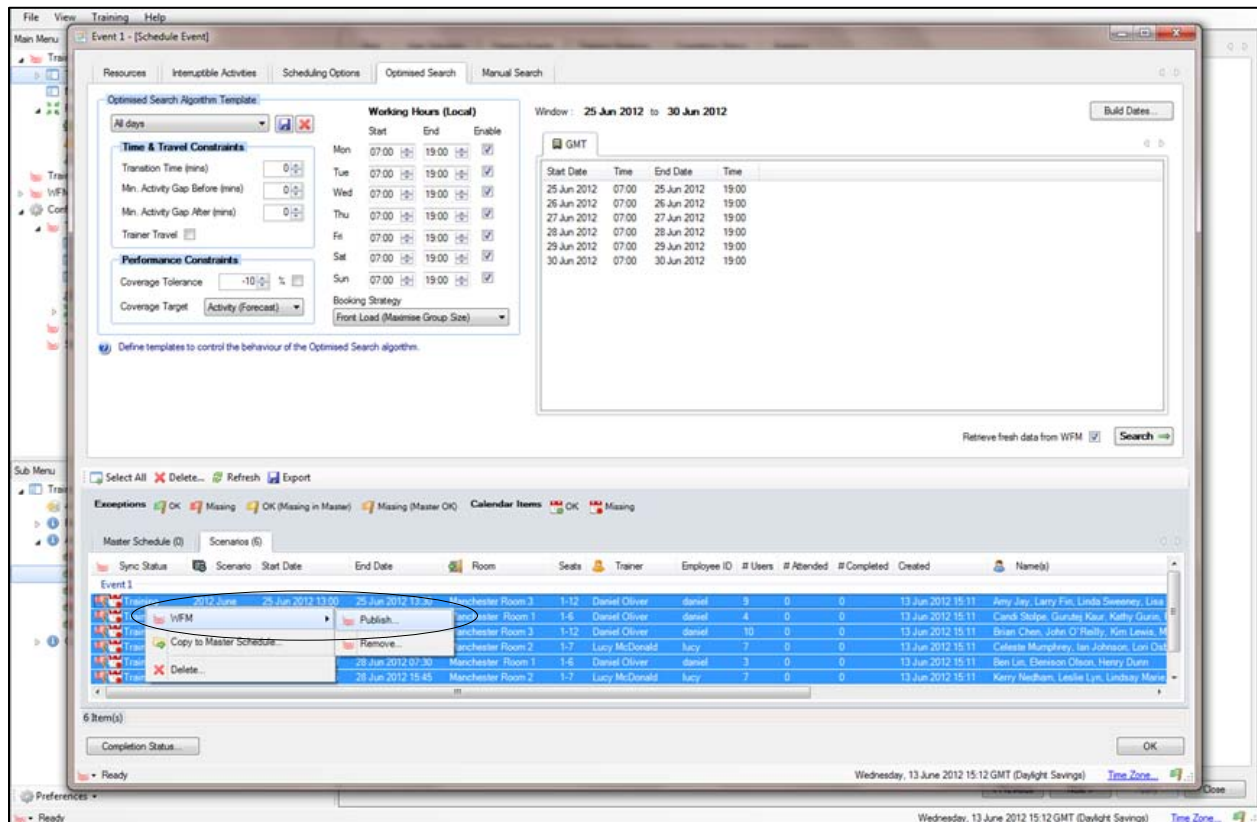 File View Training Help
Main Menu
Event 1 - [Schedule Event]
Resources Interruptible Activities Scheduling Options Optimised Search Manual Search
Optimised Search Algorithm Template
All days
Time & Travel Constraints
Transition Time (mins) 0
Min. Activity Gap Before (mins) 0
Min. Activity Gap After (mins) 0
Trainer Travel
Performance Constraints
Coverage Tolerance -10 %
Coverage Target Activity (Forecast)
Working Hours (Local)
Start End Enable
Mon 07:00 19:00
Tue 07:00 19:00
Wed 07:00 19:00
Thu 07:00 19:00
Fri 07:00 19:00
Sat 07:00 19:00
Sun 07:00 19:00
Booking Strategy
Front Load (Maximise Group Size)
Define templates to control the behaviour of the Optimised Search algorithm.
Window : 25 Jun 2012 to 30 Jun 2012
Build Dates...
GMT
Start Date Time End Date Time
25 Jun 2012 07:00 25 Jun 2012 19:00
26 Jun 2012 07:00 26 Jun 2012 19:00
27 Jun 2012 07:00 27 Jun 2012 19:00
28 Jun 2012 07:00 28 Jun 2012 19:00
29 Jun 2012 07:00 29 Jun 2012 19:00
30 Jun 2012 07:00 30 Jun 2012 19:00
Retrieve fresh data from WFM Search
Sub Menu
Select All Delete... Refresh Export
Exceptions OK Missing OK (Missing in Master) Missing (Master OK) Calendar Items OK Missing
Master Schedule (0) Scenarios (6)
Sync Status Scenario Start Date End Date Room Seats Trainer Employee ID # Users # Attended # Completed Created Name(s)
Event 1
Training 2012 June 25 Jun 2012 13:00 25 Jun 2012 13:30 Manchester Room 3 1-12 Daniel Oliver daniel 9 0 0 13 Jun 2012 15:11 Amy Jay, Larry Fin, Linda Sweeney, Lisa
Manchester Room 1 1-6 Daniel Oliver daniel 4 0 0 13 Jun 2012 15:11 Candi Stolpe, Gurutej Kaur, Kathy Gurin,
Manchester Room 3 1-12 Daniel Oliver daniel 10 0 0 13 Jun 2012 15:11 Brian Chen, John O'Reilly, Kim Lewis, M
Manchester Room 2 1-7 Lucy McDonald lucy 7 0 0 13 Jun 2012 15:11 Celeste Mumphrey, Ian Johnson, Lori Ost
28 Jun 2012 07:30 Manchester Room 1 1-6 Daniel Oliver daniel 3 0 0 13 Jun 2012 15:11 Ben Lin, Benison Olson, Henry Dunn
28 Jun 2012 15:45 Manchester Room 2 1-7 Lucy McDonald lucy 7 0 0 13 Jun 2012 15:11 Kerry Nedham, Leslie Lyn, Lindsay Marie
WFM
Copy to Master Schedule...
Delete...
Publish...
Remove...
6 Item(s)
Completion Status...
OK
Ready
Wednesday, 13 June 2012 15:12 GMT (Daylight Savings) Time Zone...
Preferences
Close
Ready
Wednesday, 13 June 2012 15:12 GMT (Daylight Savings) Time Zone...